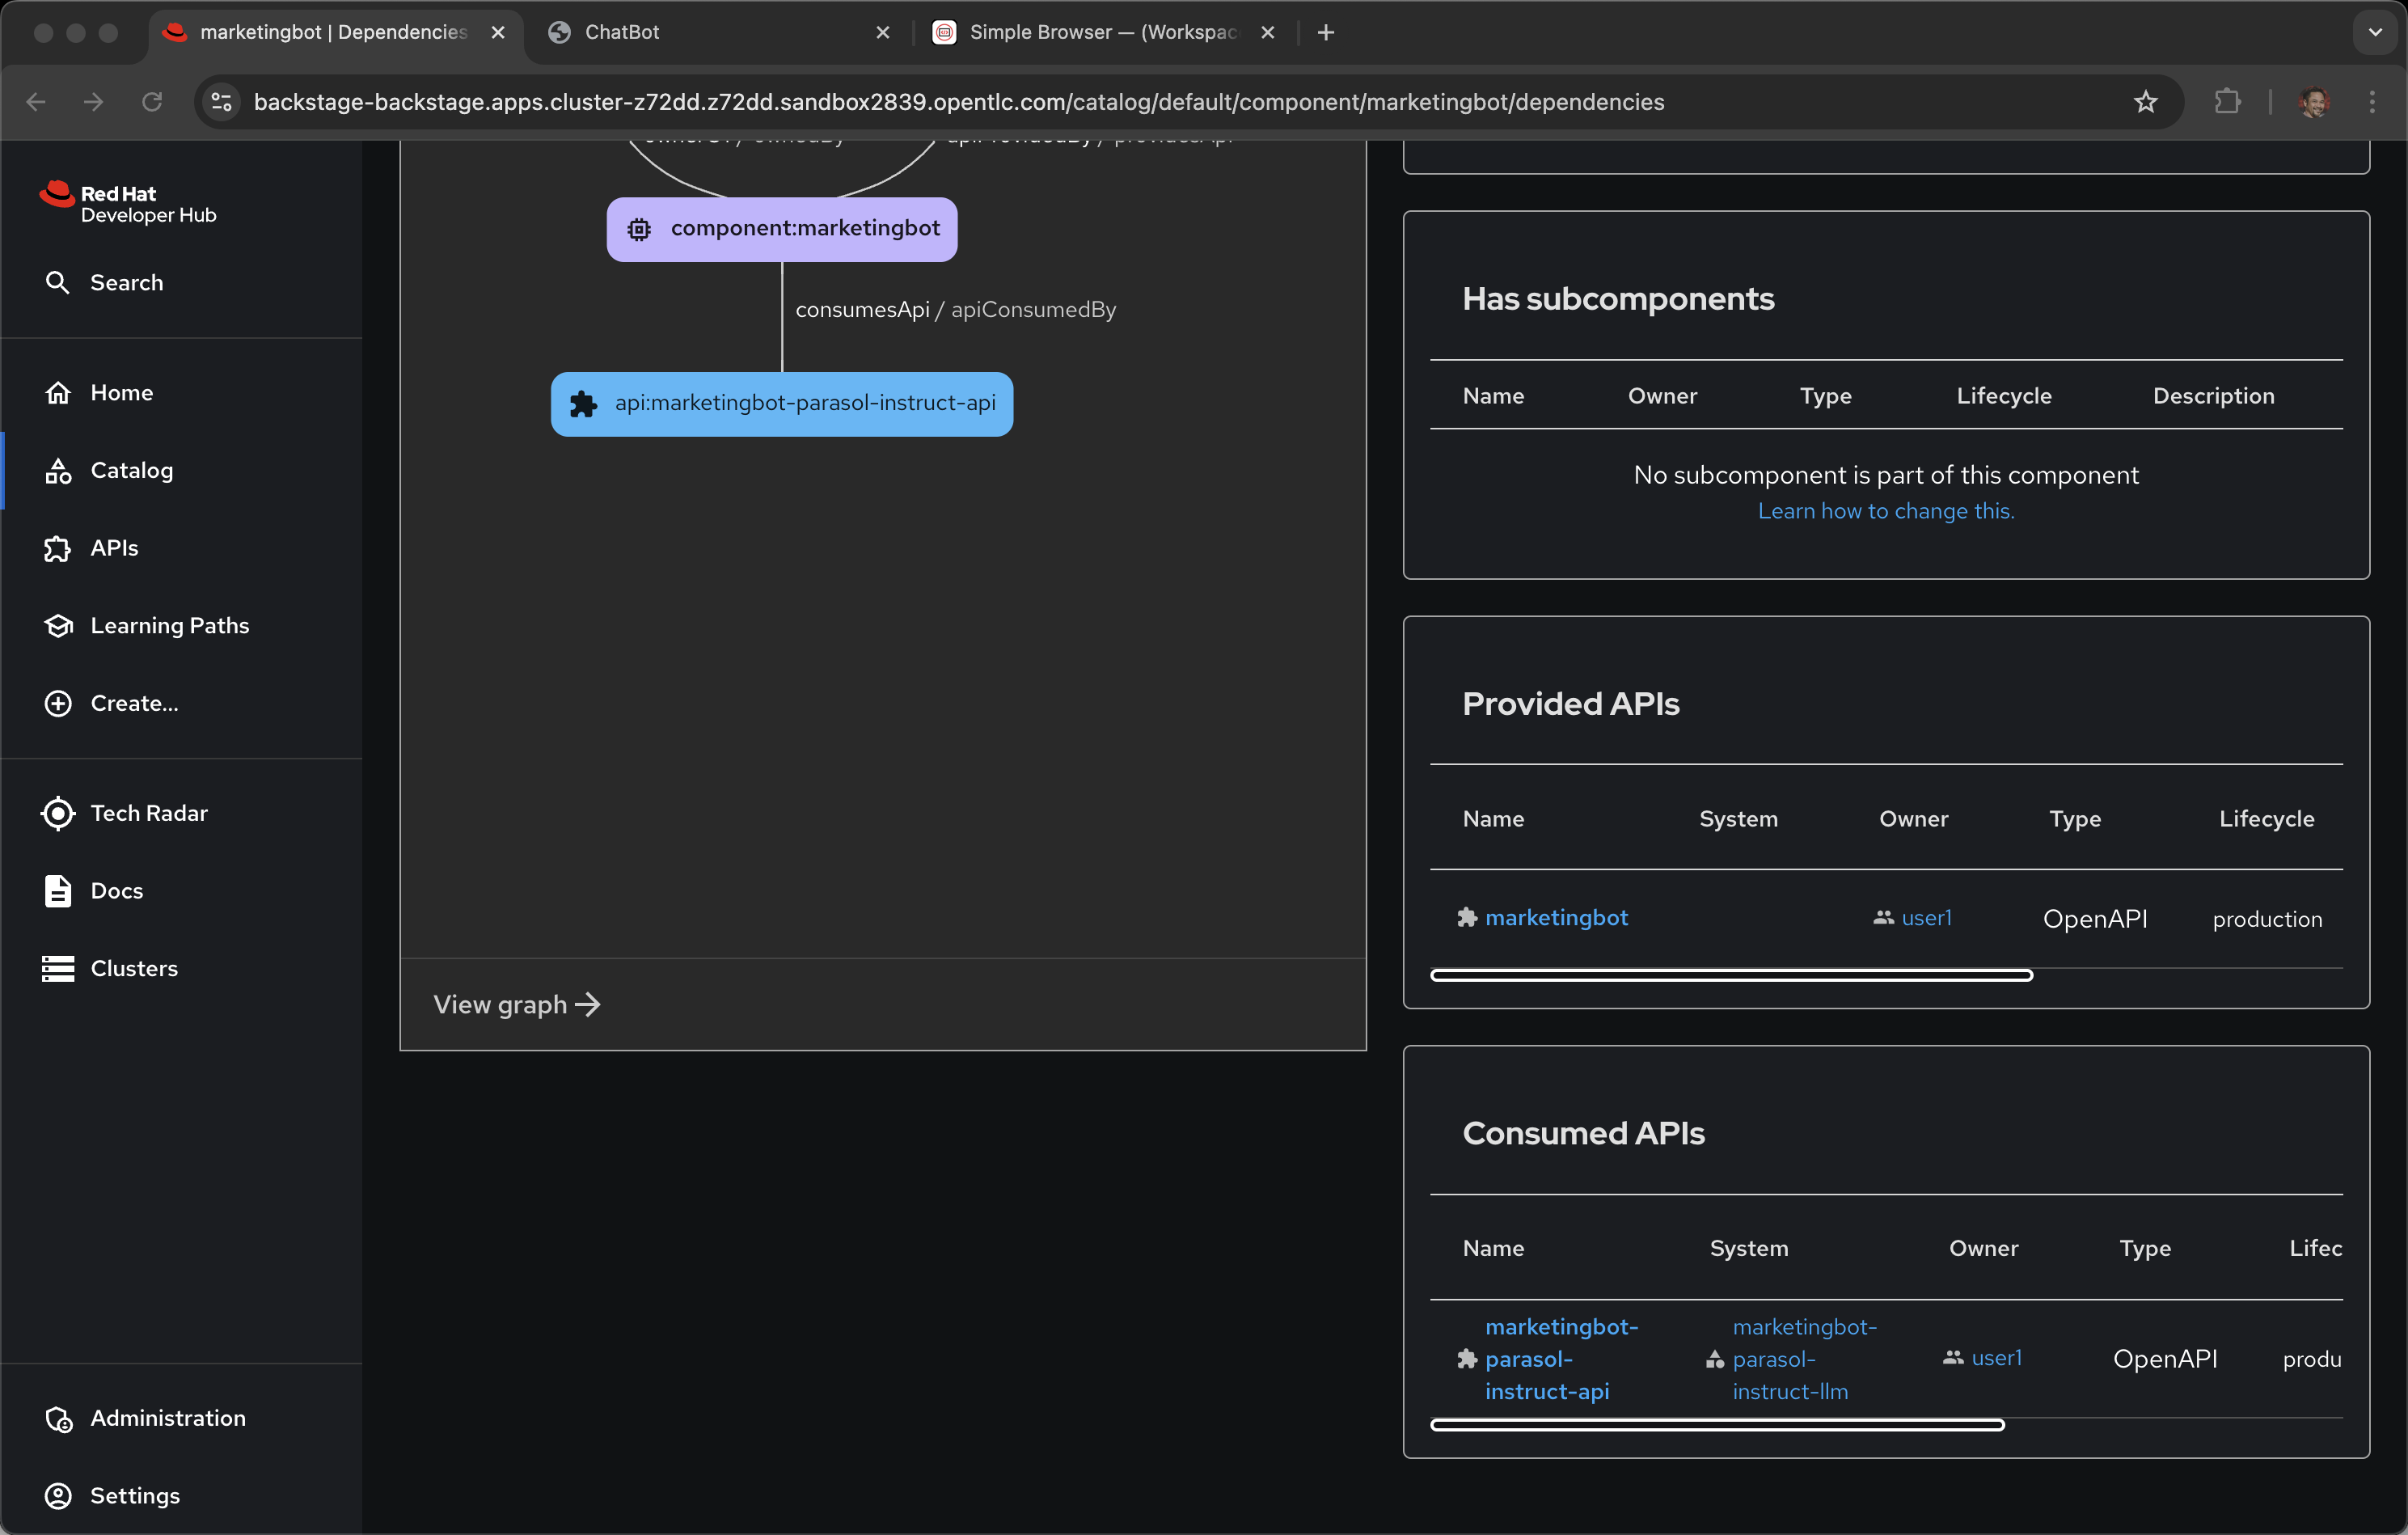 marketingbot | Dependencies
ChatBot
Simple Browser — (Workspac
backstage-backstage.apps.cluster-z72dd.z72dd.sandbox2839.opentlc.com/catalog/default/component/marketingbot/dependencies
Red Hat
Developer Hub
Search
Home
Catalog
APIs
Learning Paths
Create...
Tech Radar
Docs
Clusters
Administration
Settings
ownerOf / ownedBy
apiProvidedBy / providesApi
component:marketingbot
consumesApi / apiConsumedBy
api:marketingbot-parasol-instruct-api
View graph
Has subcomponents
Name Owner Type Lifecycle Description
No subcomponent is part of this component
Learn how to change this.
Provided APIs
Name System Owner Type Lifecycle
marketingbot user1 OpenAPI production
Consumed APIs
Name System Owner Type Lifec
marketingbot- marketingbot-
parasol- parasol- user1 OpenAPI produ
instruct-api instruct-llm